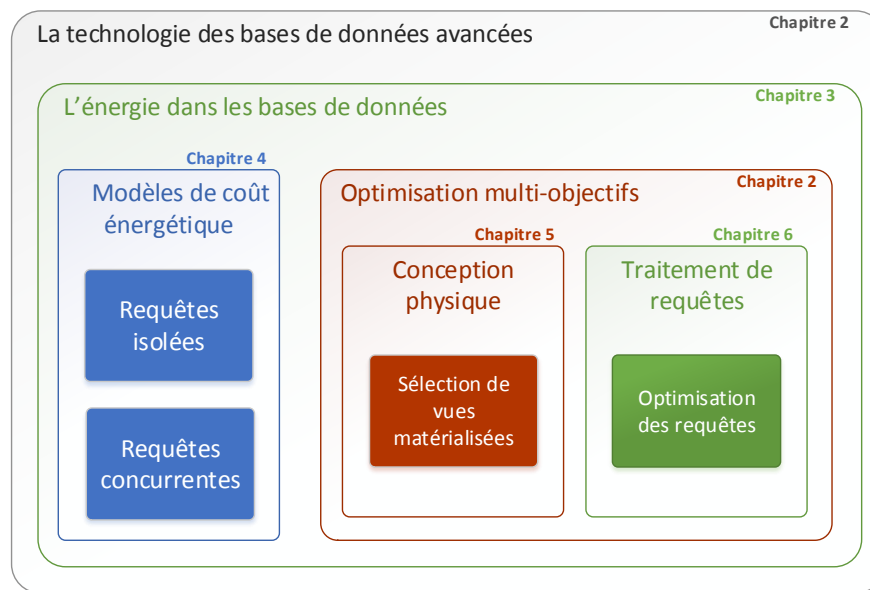 La technologie des bases de données avancées
Chapitre 2
L'énergie dans les bases de données
Chapitre 3
Chapitre 4
Modèles de coût
énergétique
Requêtes
isolées
Requêtes
concurrentes
Optimisation multi-objectifs
Chapitre 2
Chapitre 5
Conception
physique
Sélection de
vues
matérialisées
Chapitre 6
Traitement de
requêtes
Optimisation
des requêtes